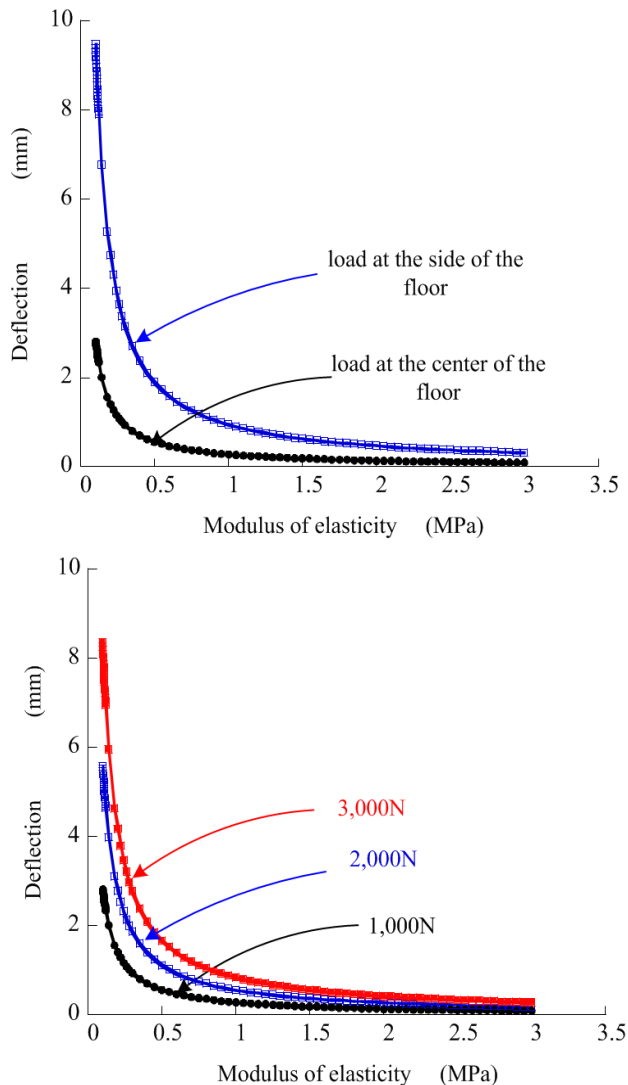 10
8
6
4
2
0
Deflection (mm)
load at the side of the
floor
load at the center of the
floor
0 0.5 1 1.5 2 2.5 3 3.5
Modulus of elasticity (MPa)
10
8
6
4
2
0
Deflection (mm)
3,000N
2,000N
1,000N
0 0.5 1 1.5 2 2.5 3 3.5
Modulus of elasticity (MPa)